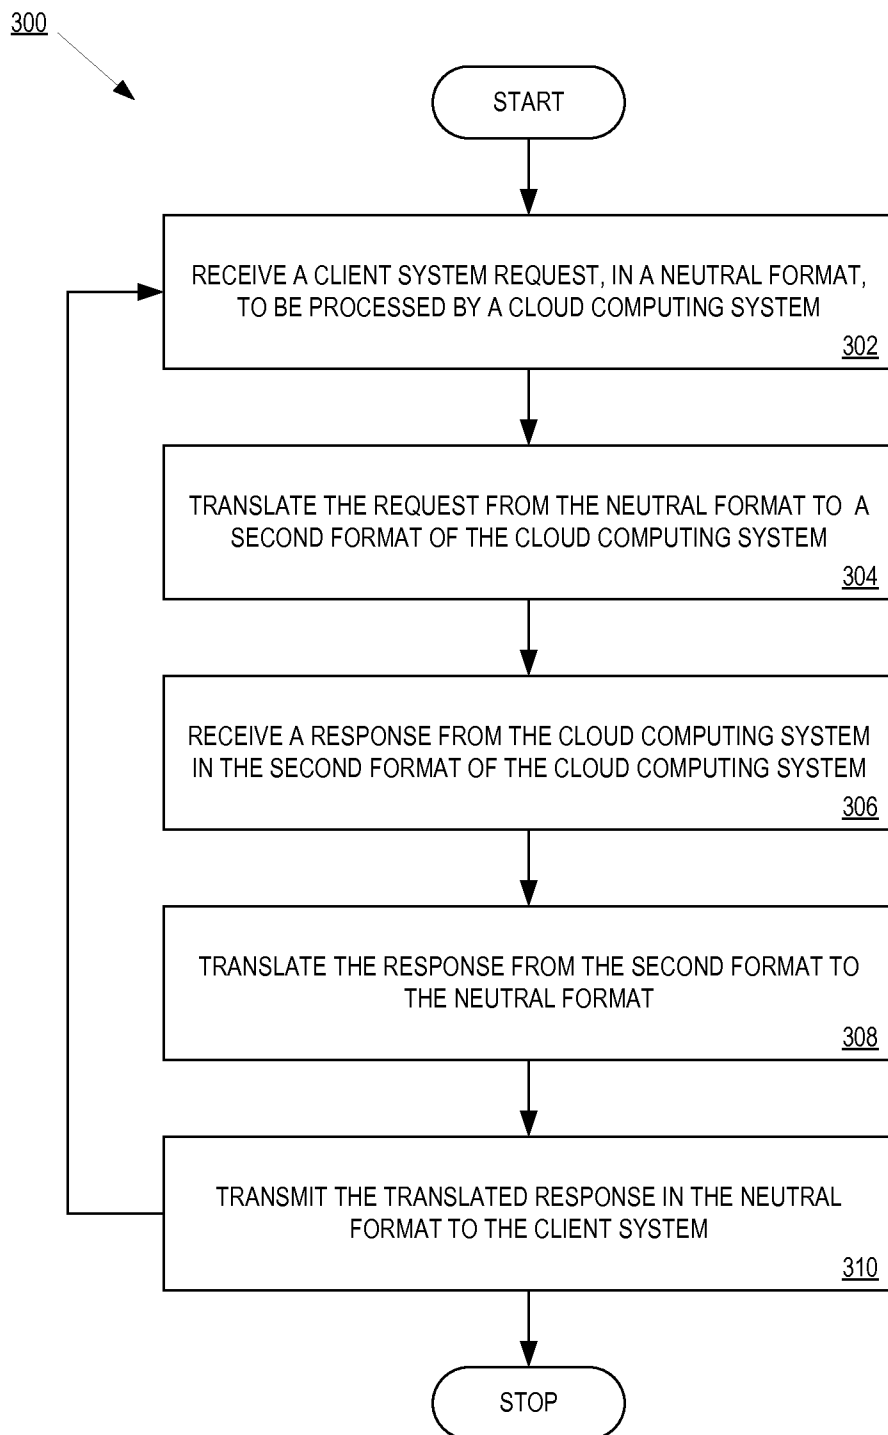 300
START
RECEIVE A CLIENT SYSTEM REQUEST, IN A NEUTRAL FORMAT,
TO BE PROCESSED BY A CLOUD COMPUTING SYSTEM
302
TRANSLATE THE REQUEST FROM THE NEUTRAL FORMAT TO A
SECOND FORMAT OF THE CLOUD COMPUTING SYSTEM
304
RECEIVE A RESPONSE FROM THE CLOUD COMPUTING SYSTEM
IN THE SECOND FORMAT OF THE CLOUD COMPUTING SYSTEM
306
TRANSLATE THE RESPONSE FROM THE SECOND FORMAT TO
THE NEUTRAL FORMAT
308
TRANSMIT THE TRANSLATED RESPONSE IN THE NEUTRAL
FORMAT TO THE CLIENT SYSTEM
310
STOP